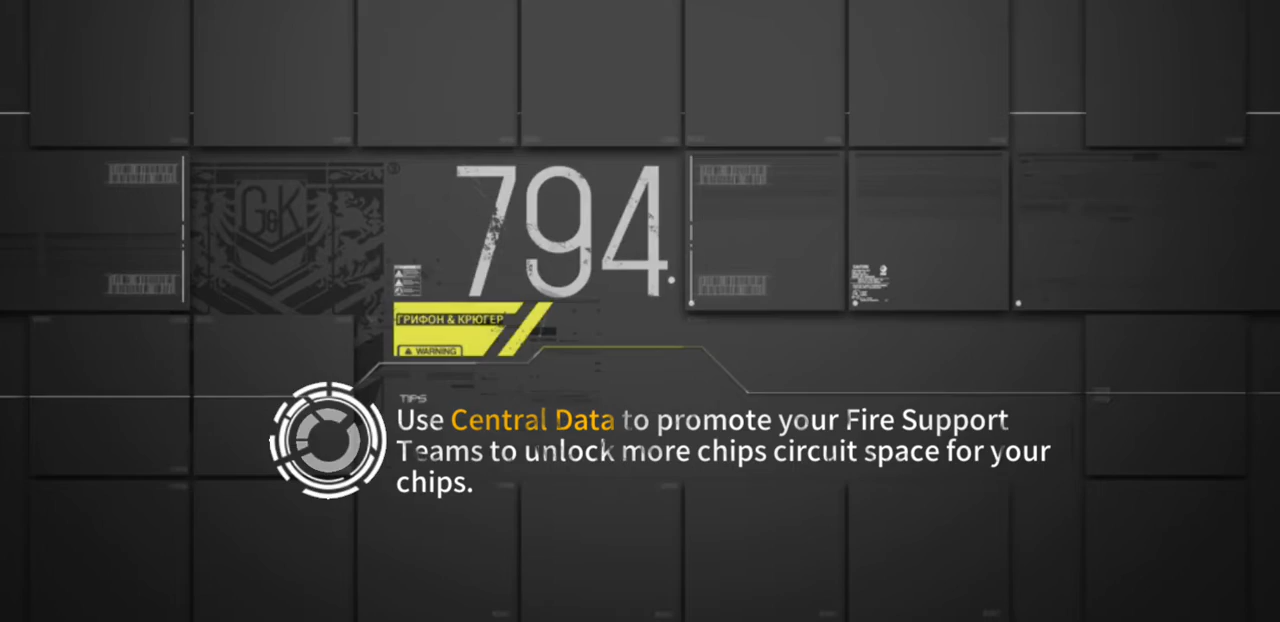 G&K
794.
ГРИФОН & КРЮГЕР
WARNING
TIPS
Use Central Data to promote your Fire Support
Teams to unlock more chips circuit space for your
chips.